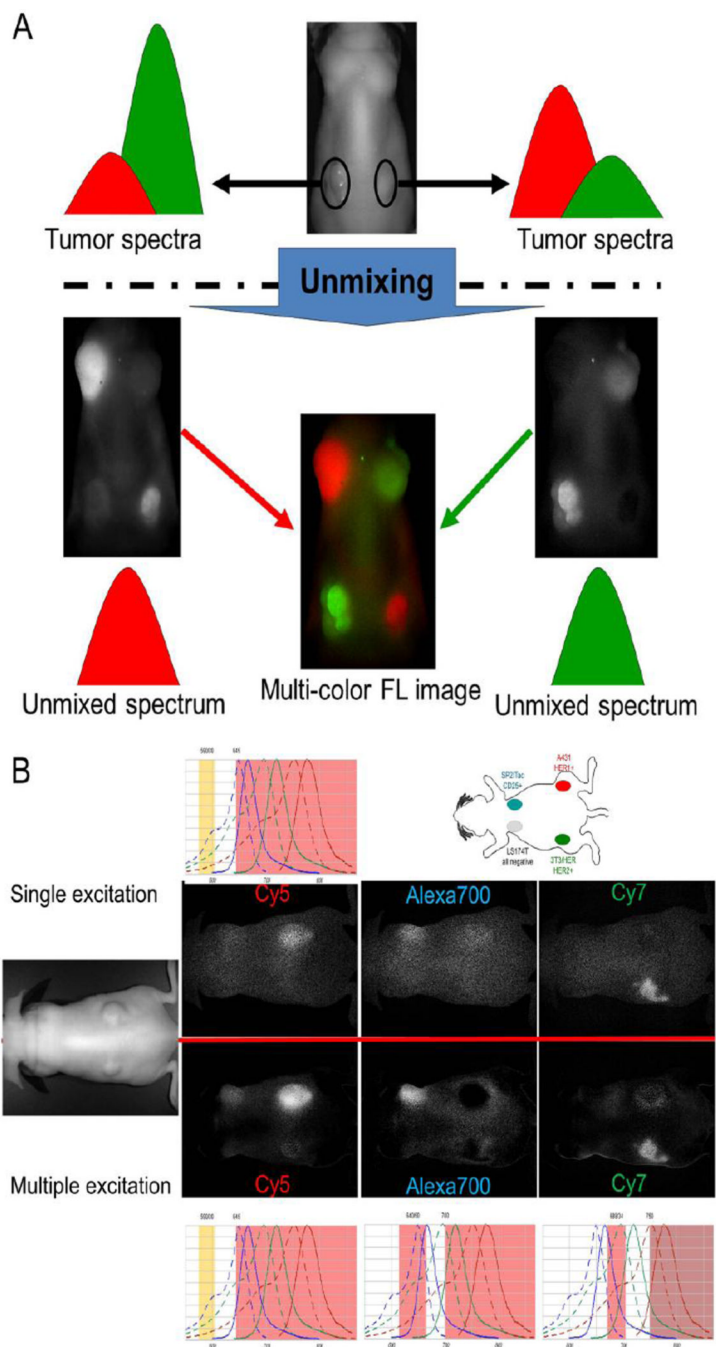 A
Tumor spectra
Tumor spectra
Unmixing
Unmixed spectrum
Multi-color FL image
Unmixed spectrum
B
A431
HER1+
SP2/Tac
CD25+
LS174T
all negative
3T3/HER
HER2+
Single excitation
Cy5
Alexa700
Cy7
Multiple excitation
Cy5
Alexa700
Cy7